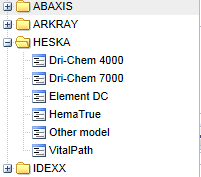 ABAXIS
ARKRAY
HESKA
Dri-Chem 4000
Dri-Chem 7000
Element DC
HemaTrue
Other model
VitalPath
IDEXX